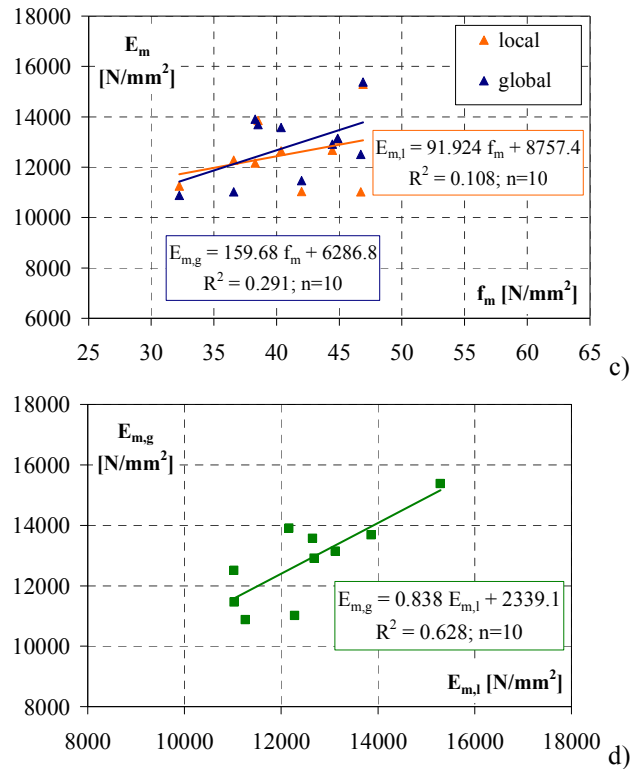 18000
16000
14000
12000
10000
8000
6000
E_m
[N/mm²]
local
global
E_m,l = 91.924 f_m + 8757.4
R² = 0.108; n=10
E_m,g = 159.68 f_m + 6286.8
R² = 0.291; n=10
f_m [N/mm²]
25 30 35 40 45 50 55 60 65
c)
18000
16000
14000
12000
10000
8000
E_m,g
[N/mm²]
E_m,g = 0.838 E_m,l + 2339.1
R² = 0.628; n=10
E_m,l [N/mm²]
8000 10000 12000 14000 16000 18000
d)